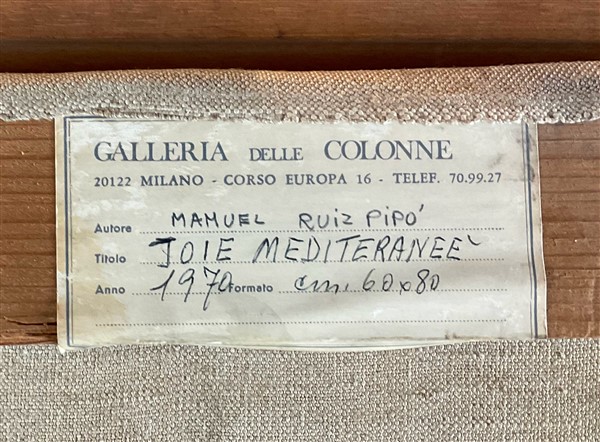 GALLERIA DELLE COLONNE
20122 MILANO - CORSO EUROPA 16 - TELEF. 70.99.27
Autore MAMUEL RUIZ PIPO'
Titolo JOIE MEDITERANEE`
Anno 1970 Formato cm. 60x80